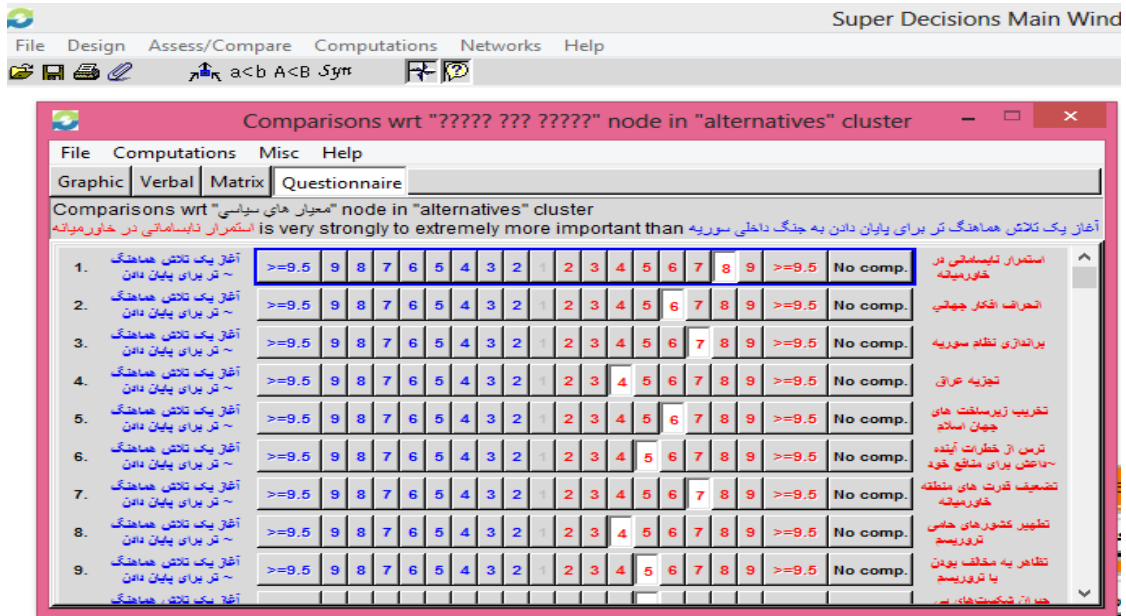 Super Decisions Main Wind
File Design Assess/Compare Computations Networks Help
a<b A<B Syn
Comparisons wrt "????? ??? ?????" node in "alternatives" cluster
File Computations Misc Help
Graphic Verbal Matrix Questionnaire
Comparisons wrt "معیار های سیاسی" node in "alternatives" cluster
آغاز یک تلاش هماهنگ تر برای پایان دادن به جنگ داخلی سوریه is very strongly to extremely more important than استمرار نابسامانی در خاورمیانه
1. آغاز یک تلاش هماهنگ ~ تر برای پایان دادن >=9.5 9 8 7 6 5 4 3 2 1 2 3 4 5 6 7 8 9 >=9.5 No comp. استمرار نابسامانی در خاورمیانه
2. آغاز یک تلاش هماهنگ ~ تر برای پایان دادن >=9.5 9 8 7 6 5 4 3 2 1 2 3 4 5 6 7 8 9 >=9.5 No comp. انحراف افکار جهانی
3. آغاز یک تلاش هماهنگ ~ تر برای پایان دادن >=9.5 9 8 7 6 5 4 3 2 1 2 3 4 5 6 7 8 9 >=9.5 No comp. براندازی نظام سوریه
4. آغاز یک تلاش هماهنگ ~ تر برای پایان دادن >=9.5 9 8 7 6 5 4 3 2 1 2 3 4 5 6 7 8 9 >=9.5 No comp. تجزیه عراق
5. آغاز یک تلاش هماهنگ ~ تر برای پایان دادن >=9.5 9 8 7 6 5 4 3 2 1 2 3 4 5 6 7 8 9 >=9.5 No comp. تخریب زیرساخت های جهان اسلام
6. آغاز یک تلاش هماهنگ ~ تر برای پایان دادن >=9.5 9 8 7 6 5 4 3 2 1 2 3 4 5 6 7 8 9 >=9.5 No comp. ترس از خطرات آینده ~داعش برای منافع خود
7. آغاز یک تلاش هماهنگ ~ تر برای پایان دادن >=9.5 9 8 7 6 5 4 3 2 1 2 3 4 5 6 7 8 9 >=9.5 No comp. تضعیف قدرت های منطقه خاورمیانه
8. آغاز یک تلاش هماهنگ ~ تر برای پایان دادن >=9.5 9 8 7 6 5 4 3 2 1 2 3 4 5 6 7 8 9 >=9.5 No comp. تطهیر کشورهای حامی تروریسم
9. آغاز یک تلاش هماهنگ ~ تر برای پایان دادن >=9.5 9 8 7 6 5 4 3 2 1 2 3 4 5 6 7 8 9 >=9.5 No comp. تظاهر به مخالف بودن با تروریسم
آغاز یک تلاش هماهنگ جبران شکست‌های پی